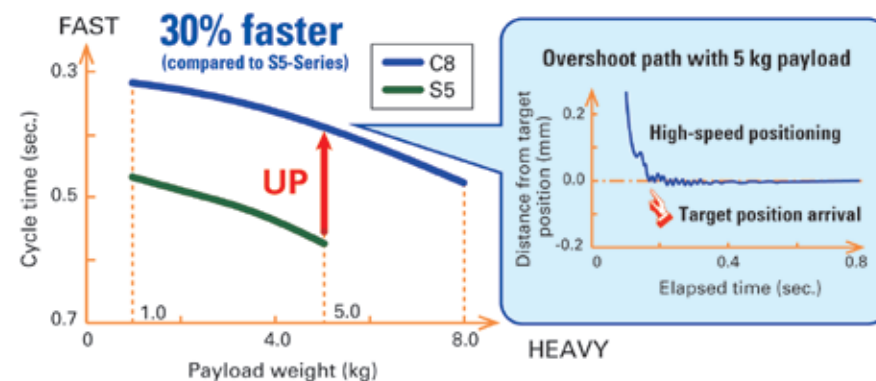 FAST
30% faster
(compared to S5-Series)
C8
S5
0.3
0.5
0.7
Cycle time (sec.)
UP
1.0
5.0
0
4.0
8.0
Payload weight (kg)
HEAVY
Overshoot path with 5 kg payload
Distance from target
position (mm)
0.2
0.0
-0.2
High-speed positioning
Target position arrival
0
0.4
0.8
Elapsed time (sec.)